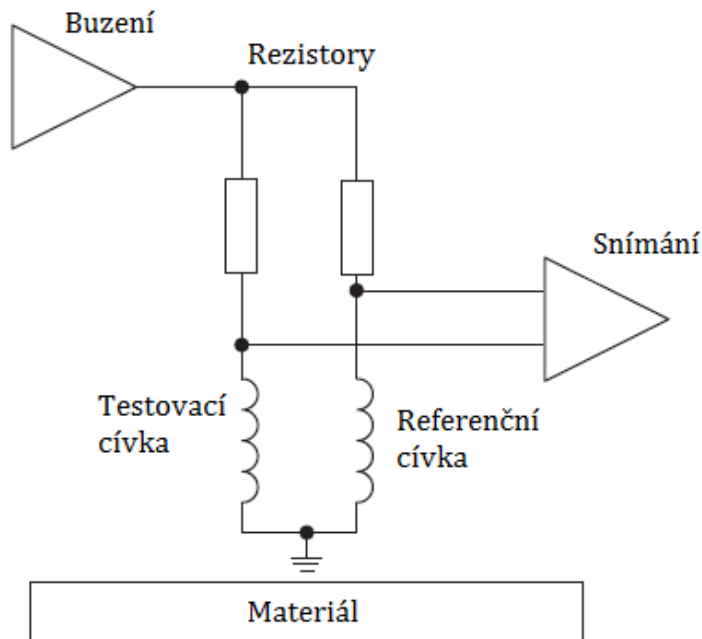 Buzení
Rezistory
Snímání
Testovací
cívka
Referenční
cívka
Materiál